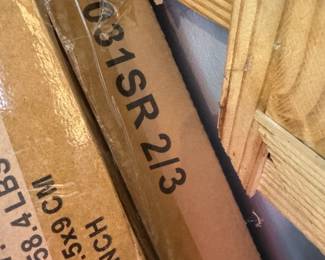 031SR 2/3
58.4 LBS
.5x9 CM
NCH